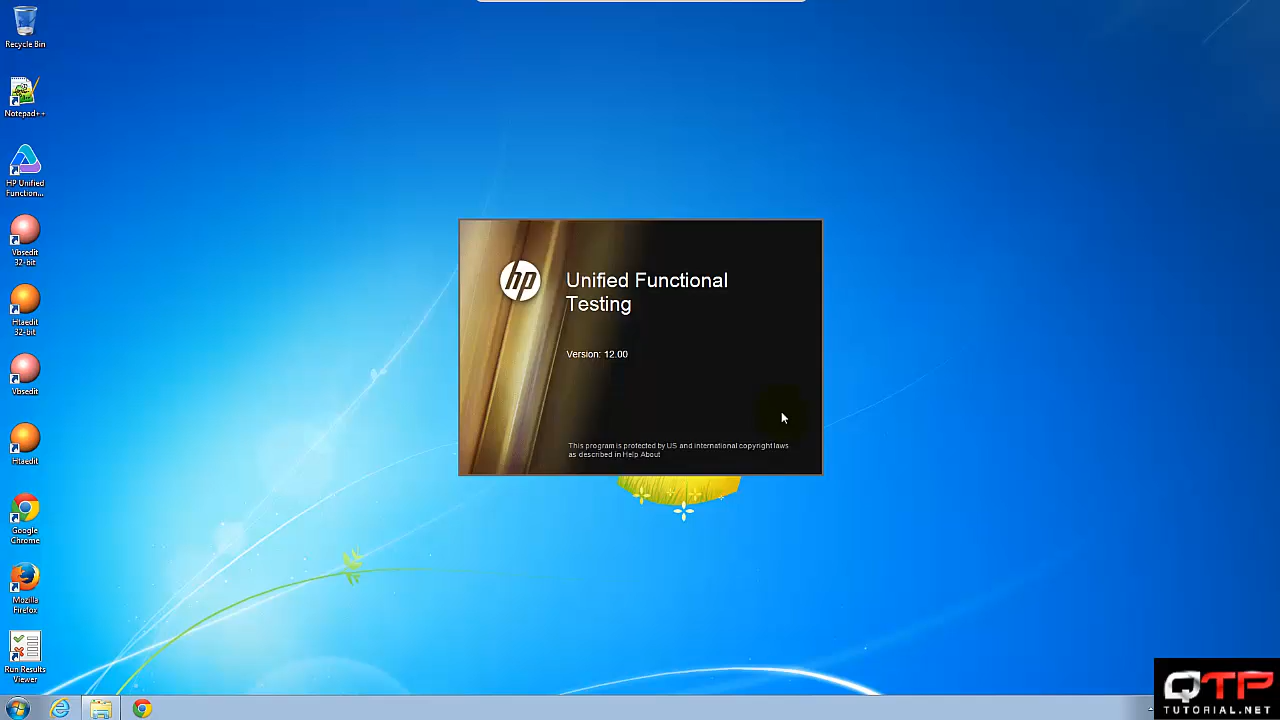 Recycle Bin
Notepad++
HP Unified
Function...
Vbsedit
32-bit
Htaedit
32-bit
Vbsedit
Htaedit
Google
Chrome
Mozilla
Firefox
Run Results
Viewer
hp
Unified Functional
Testing
Version: 12.00
This program is protected by US and international copyright laws
as described in Help About
QTP
TUTORIAL.NET